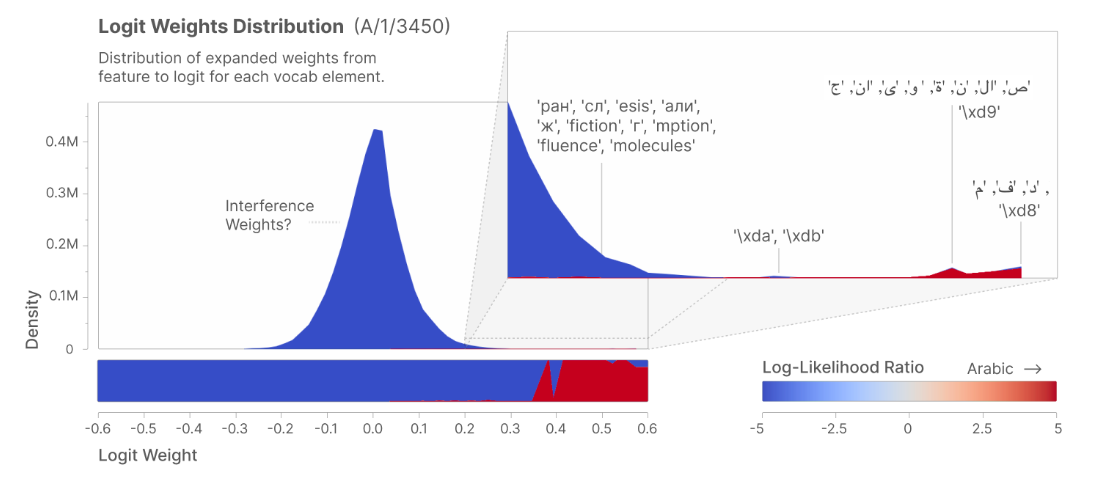 Logit Weights Distribution (A/1/3450)
Distribution of expanded weights from
feature to logit for each vocab element.
'ран', 'сл', 'esis', 'али',
'ж', 'fiction', 'г', 'mption',
'fluence', 'molecules'
'ص', 'ال', 'ن', 'ة', 'و', 'ى', 'ان', 'ج'
'\xd9'
'د', 'ف', 'م',
'\xd8'
'\xda', '\xdb'
Interference
Weights?
Density
0.4M
0.3M
0.2M
0.1M
0
-0.6 -0.5 -0.4 -0.3 -0.2 -0.1 0.0 0.1 0.2 0.3 0.4 0.5 0.6
Logit Weight
Log-Likelihood Ratio Arabic →
-5 -2.5 0 2.5 5